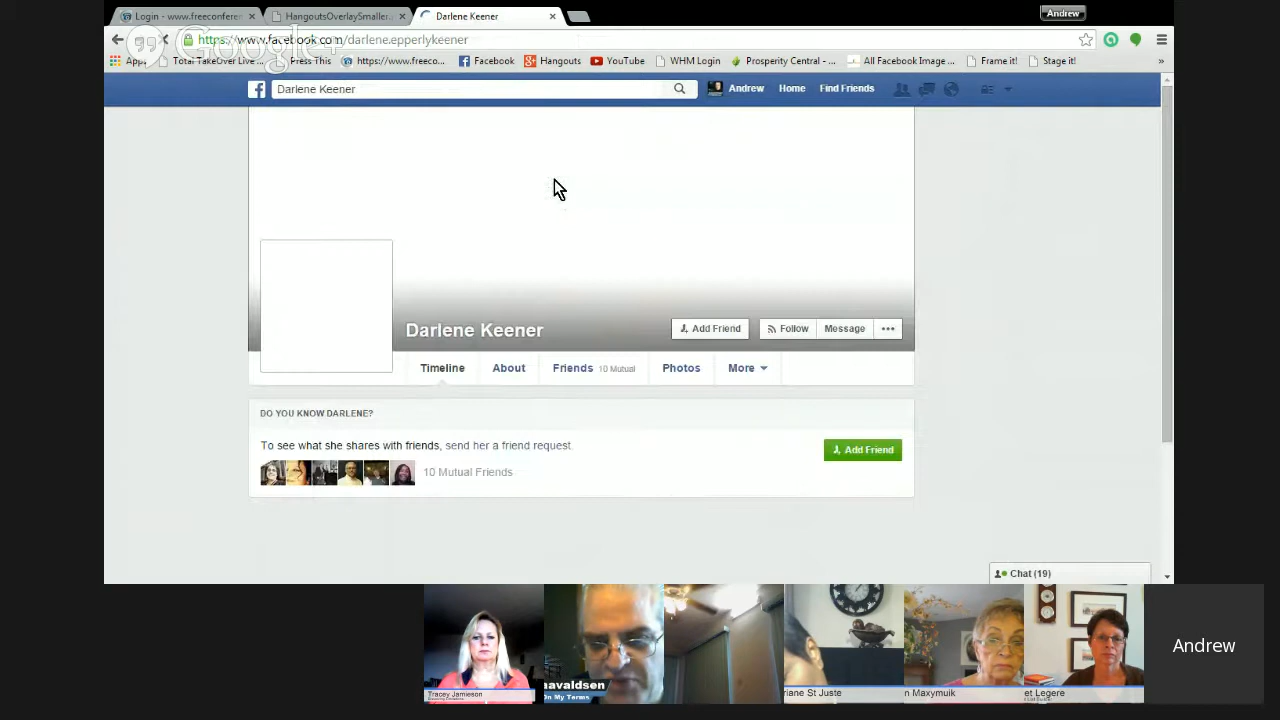 Login - www.freeconferen
HangoutsOverlaySmaller.
Darlene Keener
Andrew
Google+
https://www.facebook.com/darlene.epperlykeener
Total TakeOver Live ...
Press This
https://www.freeco...
Facebook
Hangouts
YouTube
WHM Login
Prosperity Central - ...
All Facebook Image ...
Frame it!
Stage it!
»
Darlene Keener
Andrew
Home
Find Friends
Darlene Keener
Add Friend
Follow
Message
Timeline
About
Friends 10 Mutual
Photos
More
DO YOU KNOW DARLENE?
To see what she shares with friends, send her a friend request
Add Friend
10 Mutual Friends
Chat (19)
Tracey Jamieson
avaldsen
On My Terms
riane St Juste
n Maxymuik
et Legere
Andrew